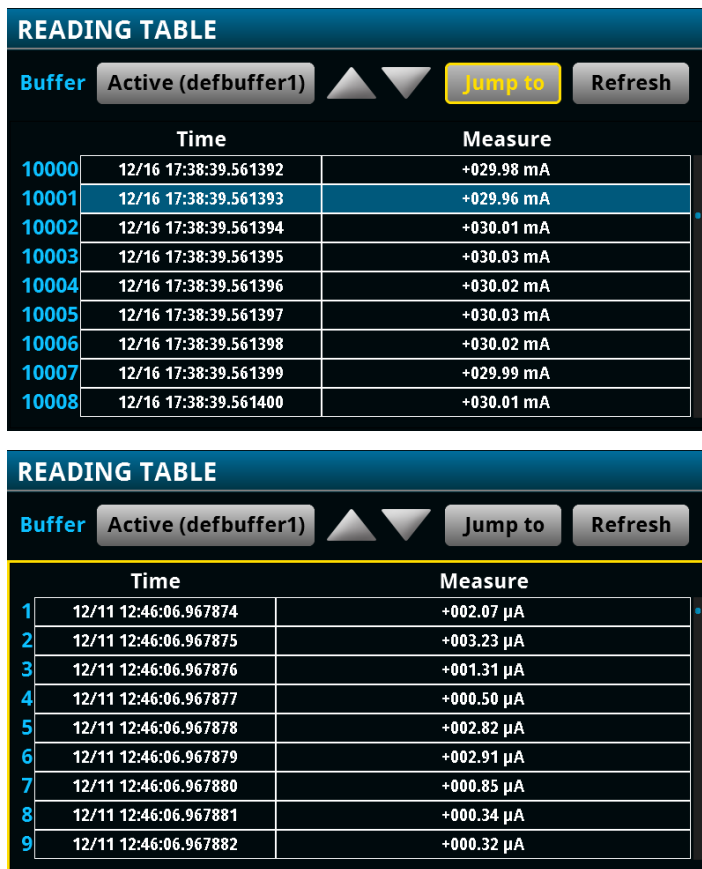 READING TABLE
Buffer Active (defbuffer1) Jump to Refresh
Time Measure
10000 12/16 17:38:39.561392 +029.98 mA
10001 12/16 17:38:39.561393 +029.96 mA
10002 12/16 17:38:39.561394 +030.01 mA
10003 12/16 17:38:39.561395 +030.03 mA
10004 12/16 17:38:39.561396 +030.02 mA
10005 12/16 17:38:39.561397 +030.03 mA
10006 12/16 17:38:39.561398 +030.02 mA
10007 12/16 17:38:39.561399 +029.99 mA
10008 12/16 17:38:39.561400 +030.01 mA
READING TABLE
Buffer Active (defbuffer1) Jump to Refresh
Time Measure
1 12/11 12:46:06.967874 +002.07 µA
2 12/11 12:46:06.967875 +003.23 µA
3 12/11 12:46:06.967876 +001.31 µA
4 12/11 12:46:06.967877 +000.50 µA
5 12/11 12:46:06.967878 +002.82 µA
6 12/11 12:46:06.967879 +002.91 µA
7 12/11 12:46:06.967880 +000.85 µA
8 12/11 12:46:06.967881 +000.34 µA
9 12/11 12:46:06.967882 +000.32 µA